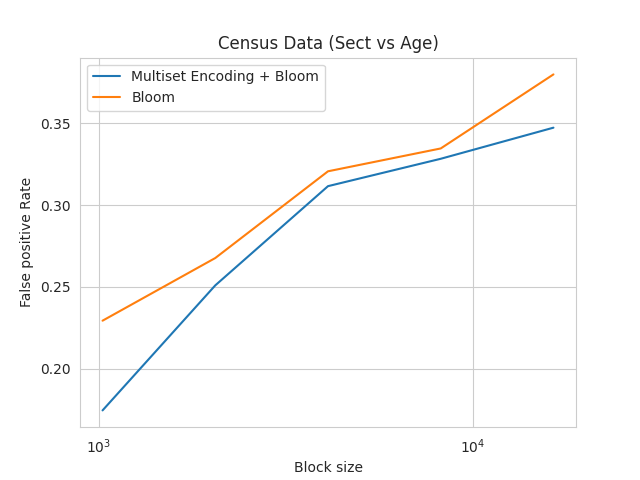 Census Data (Sect vs Age)
Multiset Encoding + Bloom
Bloom
False positive Rate
0.35
0.30
0.25
0.20
10³
10⁴
Block size